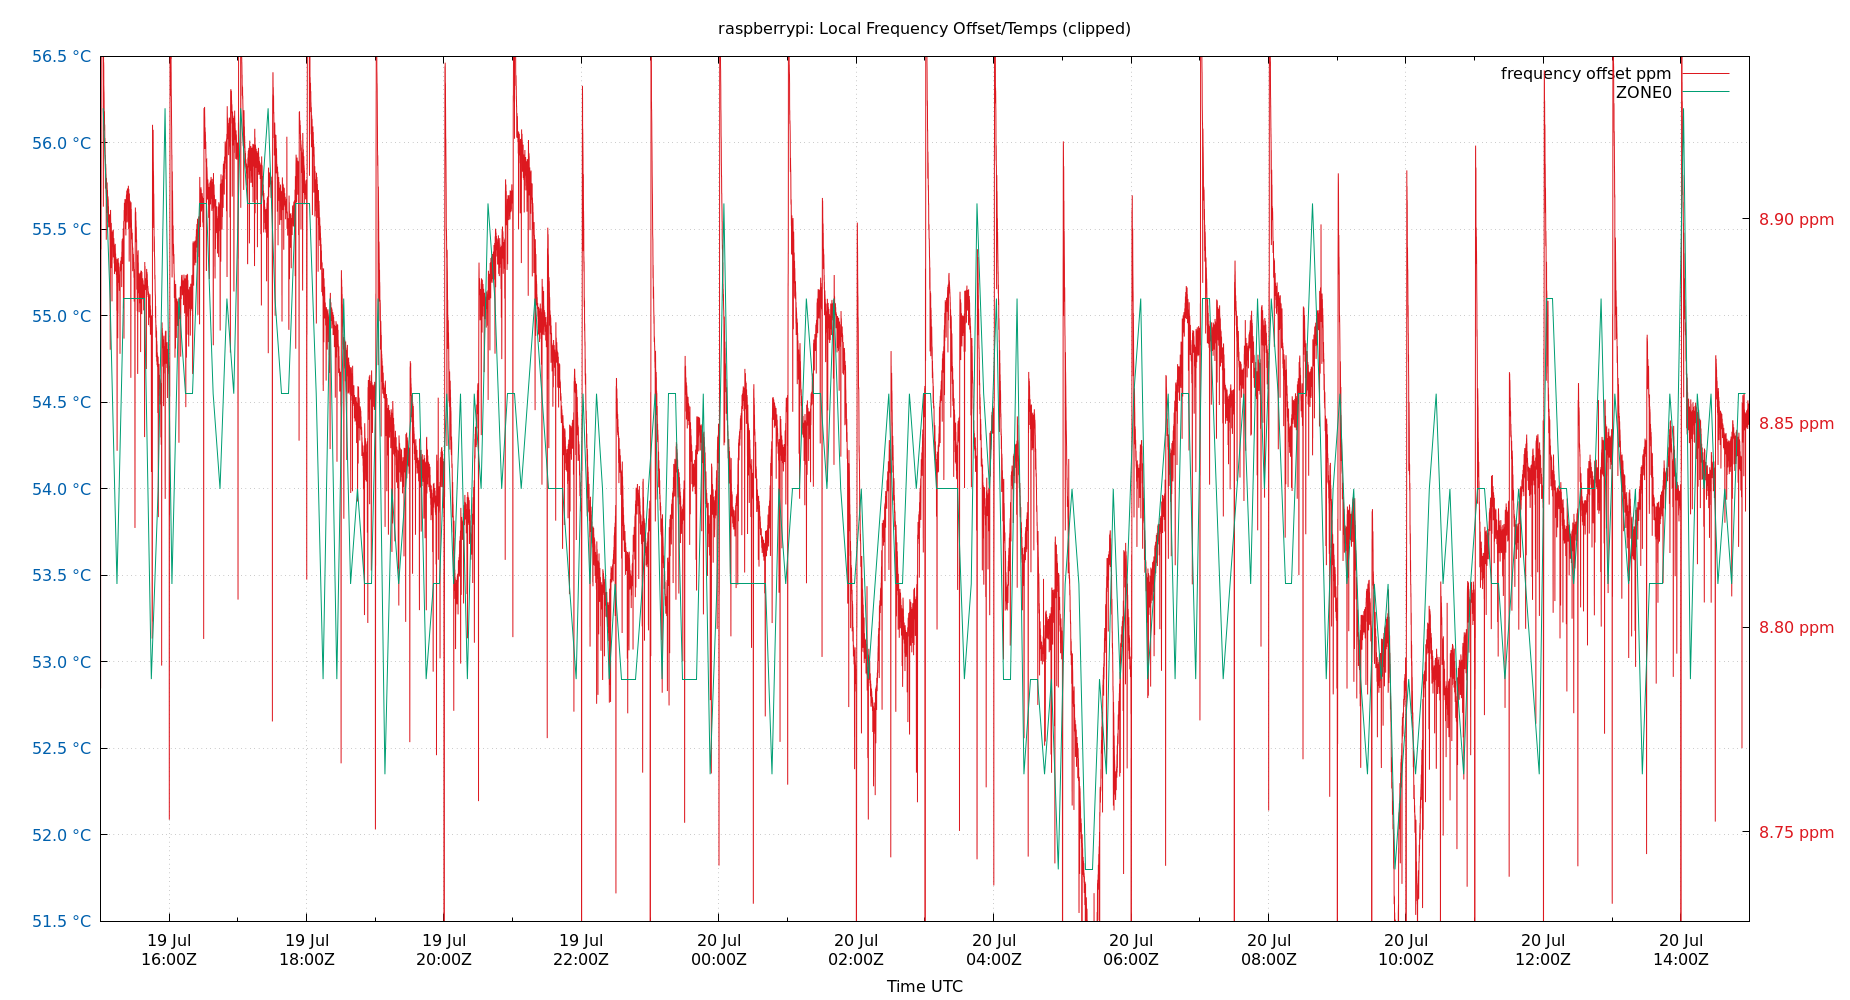 raspberrypi: Local Frequency Offset/Temps (clipped)
56.5 °C
56.0 °C
55.5 °C
55.0 °C
54.5 °C
54.0 °C
53.5 °C
53.0 °C
52.5 °C
52.0 °C
51.5 °C
frequency offset ppm
ZONE0
8.90 ppm
8.85 ppm
8.80 ppm
8.75 ppm
19 Jul 19 Jul 19 Jul 19 Jul 20 Jul 20 Jul 20 Jul 20 Jul 20 Jul 20 Jul 20 Jul 20 Jul
16:00Z 18:00Z 20:00Z 22:00Z 00:00Z 02:00Z 04:00Z 06:00Z 08:00Z 10:00Z 12:00Z 14:00Z
Time UTC